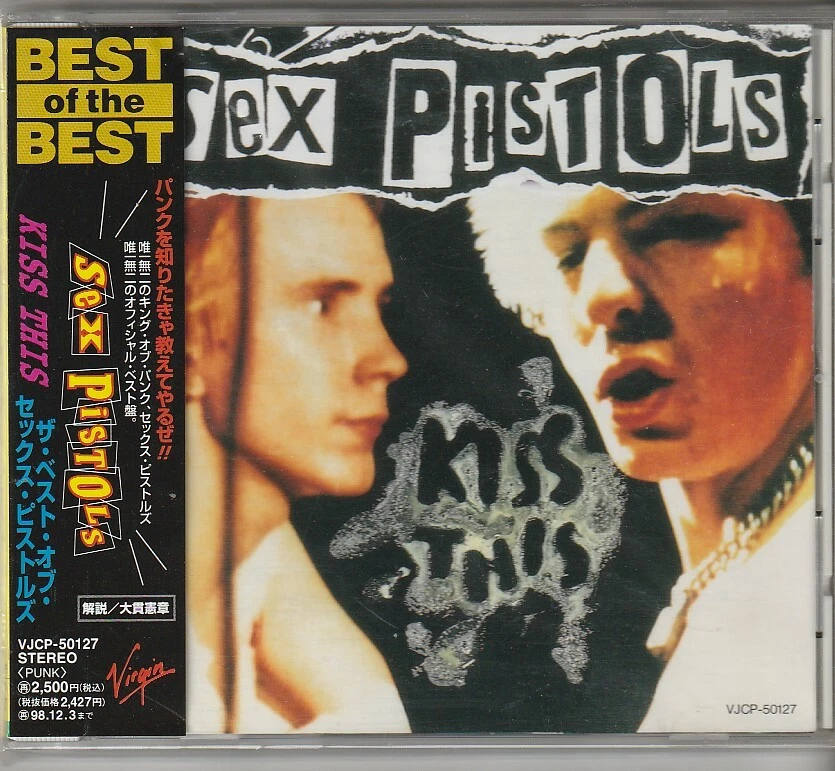 BEST
of the
BEST
パンクを知りたきゃ教えてやるぜ!!
唯一無二のキング・オブ・パンク、セックス・ピストルズ
唯一無二のオフィシャル・ベスト盤。
Sex PiSTOLs
KISS THIS
ザ・ベスト・オブ・
セックス・ピストルズ
解説/大貫憲章
VJCP-50127
STEREO
〈PUNK〉
再2,500円(税込)
(税抜価格2,427円)
再98.12.3まで
Virgin
Sex PiSTOLs
KISS
THIS
VJCP-50127